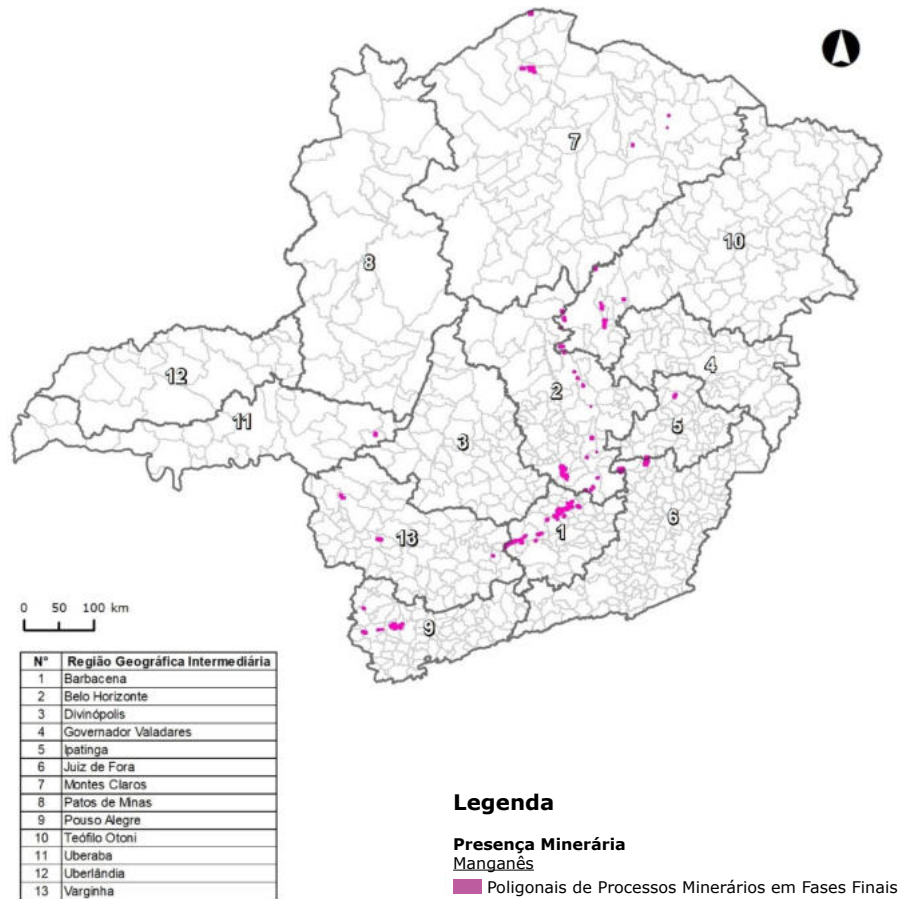 7
10
8
4
12
2
11
5
3
6
13
1
9
0 50 100 km
N° Região Geográfica Intermediária
1 Barbacena
2 Belo Horizonte
3 Divinópolis
4 Governador Valadares
5 Ipatinga
6 Juiz de Fora
7 Montes Claros
8 Patos de Minas
9 Pouso Alegre
10 Teófilo Otoni
11 Uberaba
12 Uberlândia
13 Varginha
Legenda
Presença Minerária
Manganês
Poligonais de Processos Minerários em Fases Finais